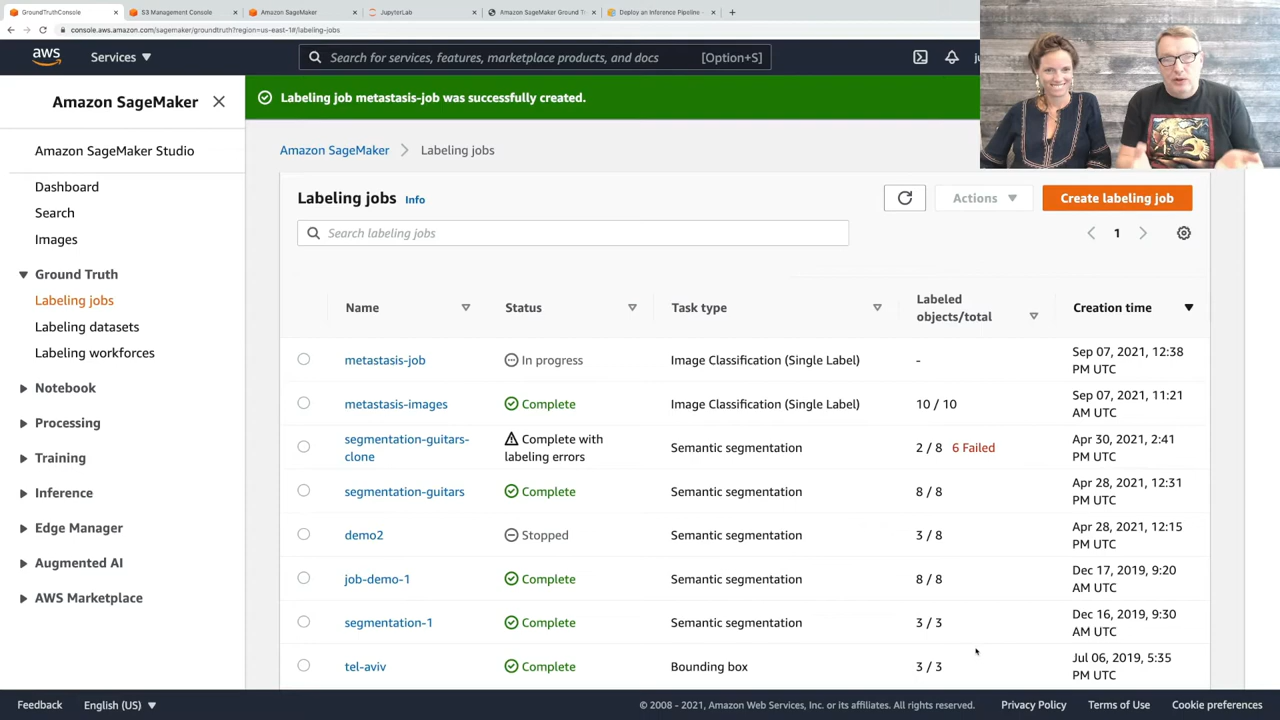 GroundTruthConsole
S3 Management Console
Amazon SageMaker
JupyterLab
Amazon SageMaker Ground Tr
Deploy an Inference Pipeline
console.aws.amazon.com/sagemaker/groundtruth?region=us-east-1#/labeling-jobs
aws
Services
Search for services, features, marketplace products, and docs
[Option+S]
Amazon SageMaker
Labeling job metastasis-job was successfully created.
Amazon SageMaker Studio
Dashboard
Search
Images
Ground Truth
Labeling jobs
Labeling datasets
Labeling workforces
Notebook
Processing
Training
Inference
Edge Manager
Augmented AI
AWS Marketplace
Amazon SageMaker > Labeling jobs
Labeling jobs Info
Actions
Create labeling job
Search labeling jobs
1
Name Status Task type Labeled objects/total Creation time
metastasis-job In progress Image Classification (Single Label) - Sep 07, 2021, 12:38 PM UTC
metastasis-images Complete Image Classification (Single Label) 10 / 10 Sep 07, 2021, 11:21 AM UTC
segmentation-guitars-clone Complete with labeling errors Semantic segmentation 2 / 8 6 Failed Apr 30, 2021, 2:41 PM UTC
segmentation-guitars Complete Semantic segmentation 8 / 8 Apr 28, 2021, 12:31 PM UTC
demo2 Stopped Semantic segmentation 3 / 8 Apr 28, 2021, 12:15 PM UTC
job-demo-1 Complete Semantic segmentation 8 / 8 Dec 17, 2019, 9:20 AM UTC
segmentation-1 Complete Semantic segmentation 3 / 3 Dec 16, 2019, 9:30 AM UTC
tel-aviv Complete Bounding box 3 / 3 Jul 06, 2019, 5:35 PM UTC
Feedback
English (US)
© 2008 - 2021, Amazon Web Services, Inc. or its affiliates. All rights reserved.
Privacy Policy
Terms of Use
Cookie preferences